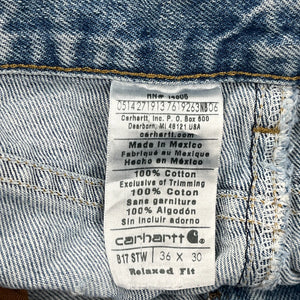 RN# 14806
05142719137619263NB06
Carhartt, Inc. P.O. Box 600
Dearborn, MI 48121 USA
carhartt.com
Made in Mexico
Fabriqué au Mexique
Hecho en México
100% Cotton
Exclusive of Trimming
100% Coton
Sans garniture
100% Algodón
Sin incluir adornos
carhartt
B17 STW 36 x 30
Relaxed Fit